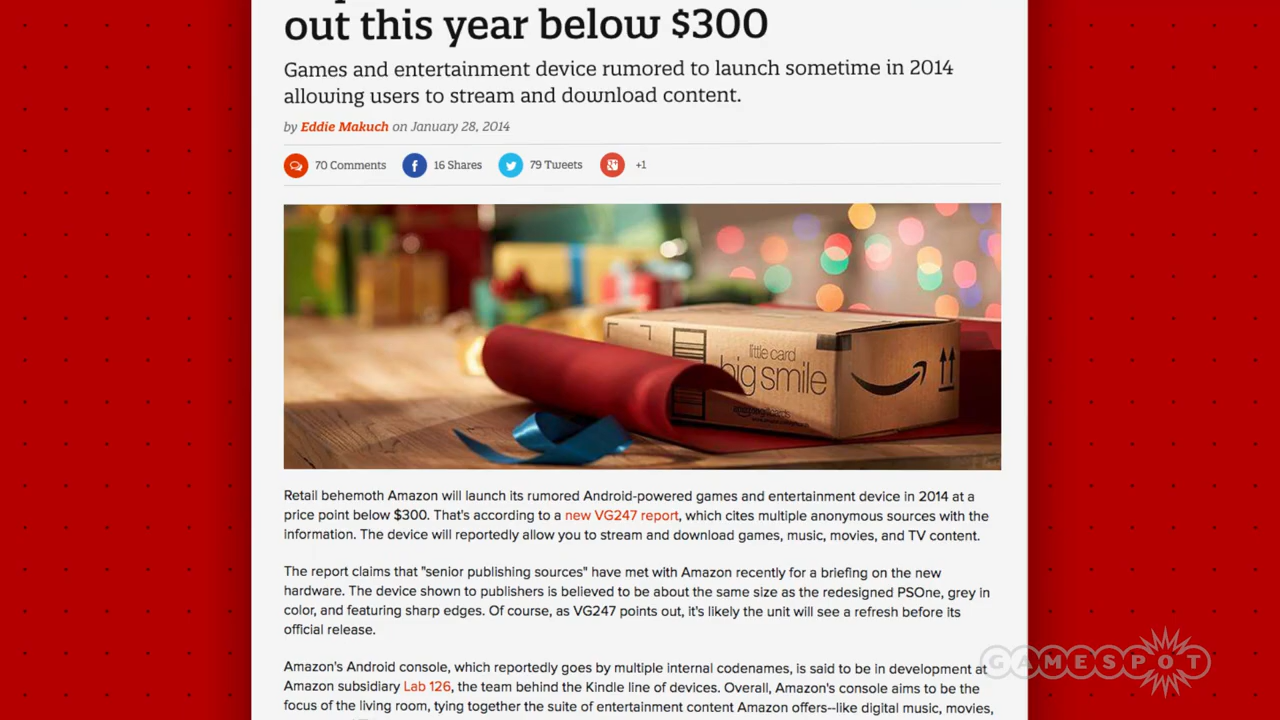 out this year below $300
Games and entertainment device rumored to launch sometime in 2014
allowing users to stream and download content.
by Eddie Makuch on January 28, 2014
70 Comments 16 Shares 79 Tweets +1
little card
big smile
Retail behemoth Amazon will launch its rumored Android-powered games and entertainment device in 2014 at a
price point below $300. That's according to a new VG247 report, which cites multiple anonymous sources with the
information. The device will reportedly allow you to stream and download games, music, movies, and TV content.
The report claims that "senior publishing sources" have met with Amazon recently for a briefing on the new
hardware. The device shown to publishers is believed to be about the same size as the redesigned PSOne, grey in
color, and featuring sharp edges. Of course, as VG247 points out, it's likely the unit will see a refresh before its
official release.
Amazon's Android console, which reportedly goes by multiple internal codenames, is said to be in development at
Amazon subsidiary Lab 126, the team behind the Kindle line of devices. Overall, Amazon's console aims to be the
focus of the living room, tying together the suite of entertainment content Amazon offers--like digital music, movies,
GAMESPOT